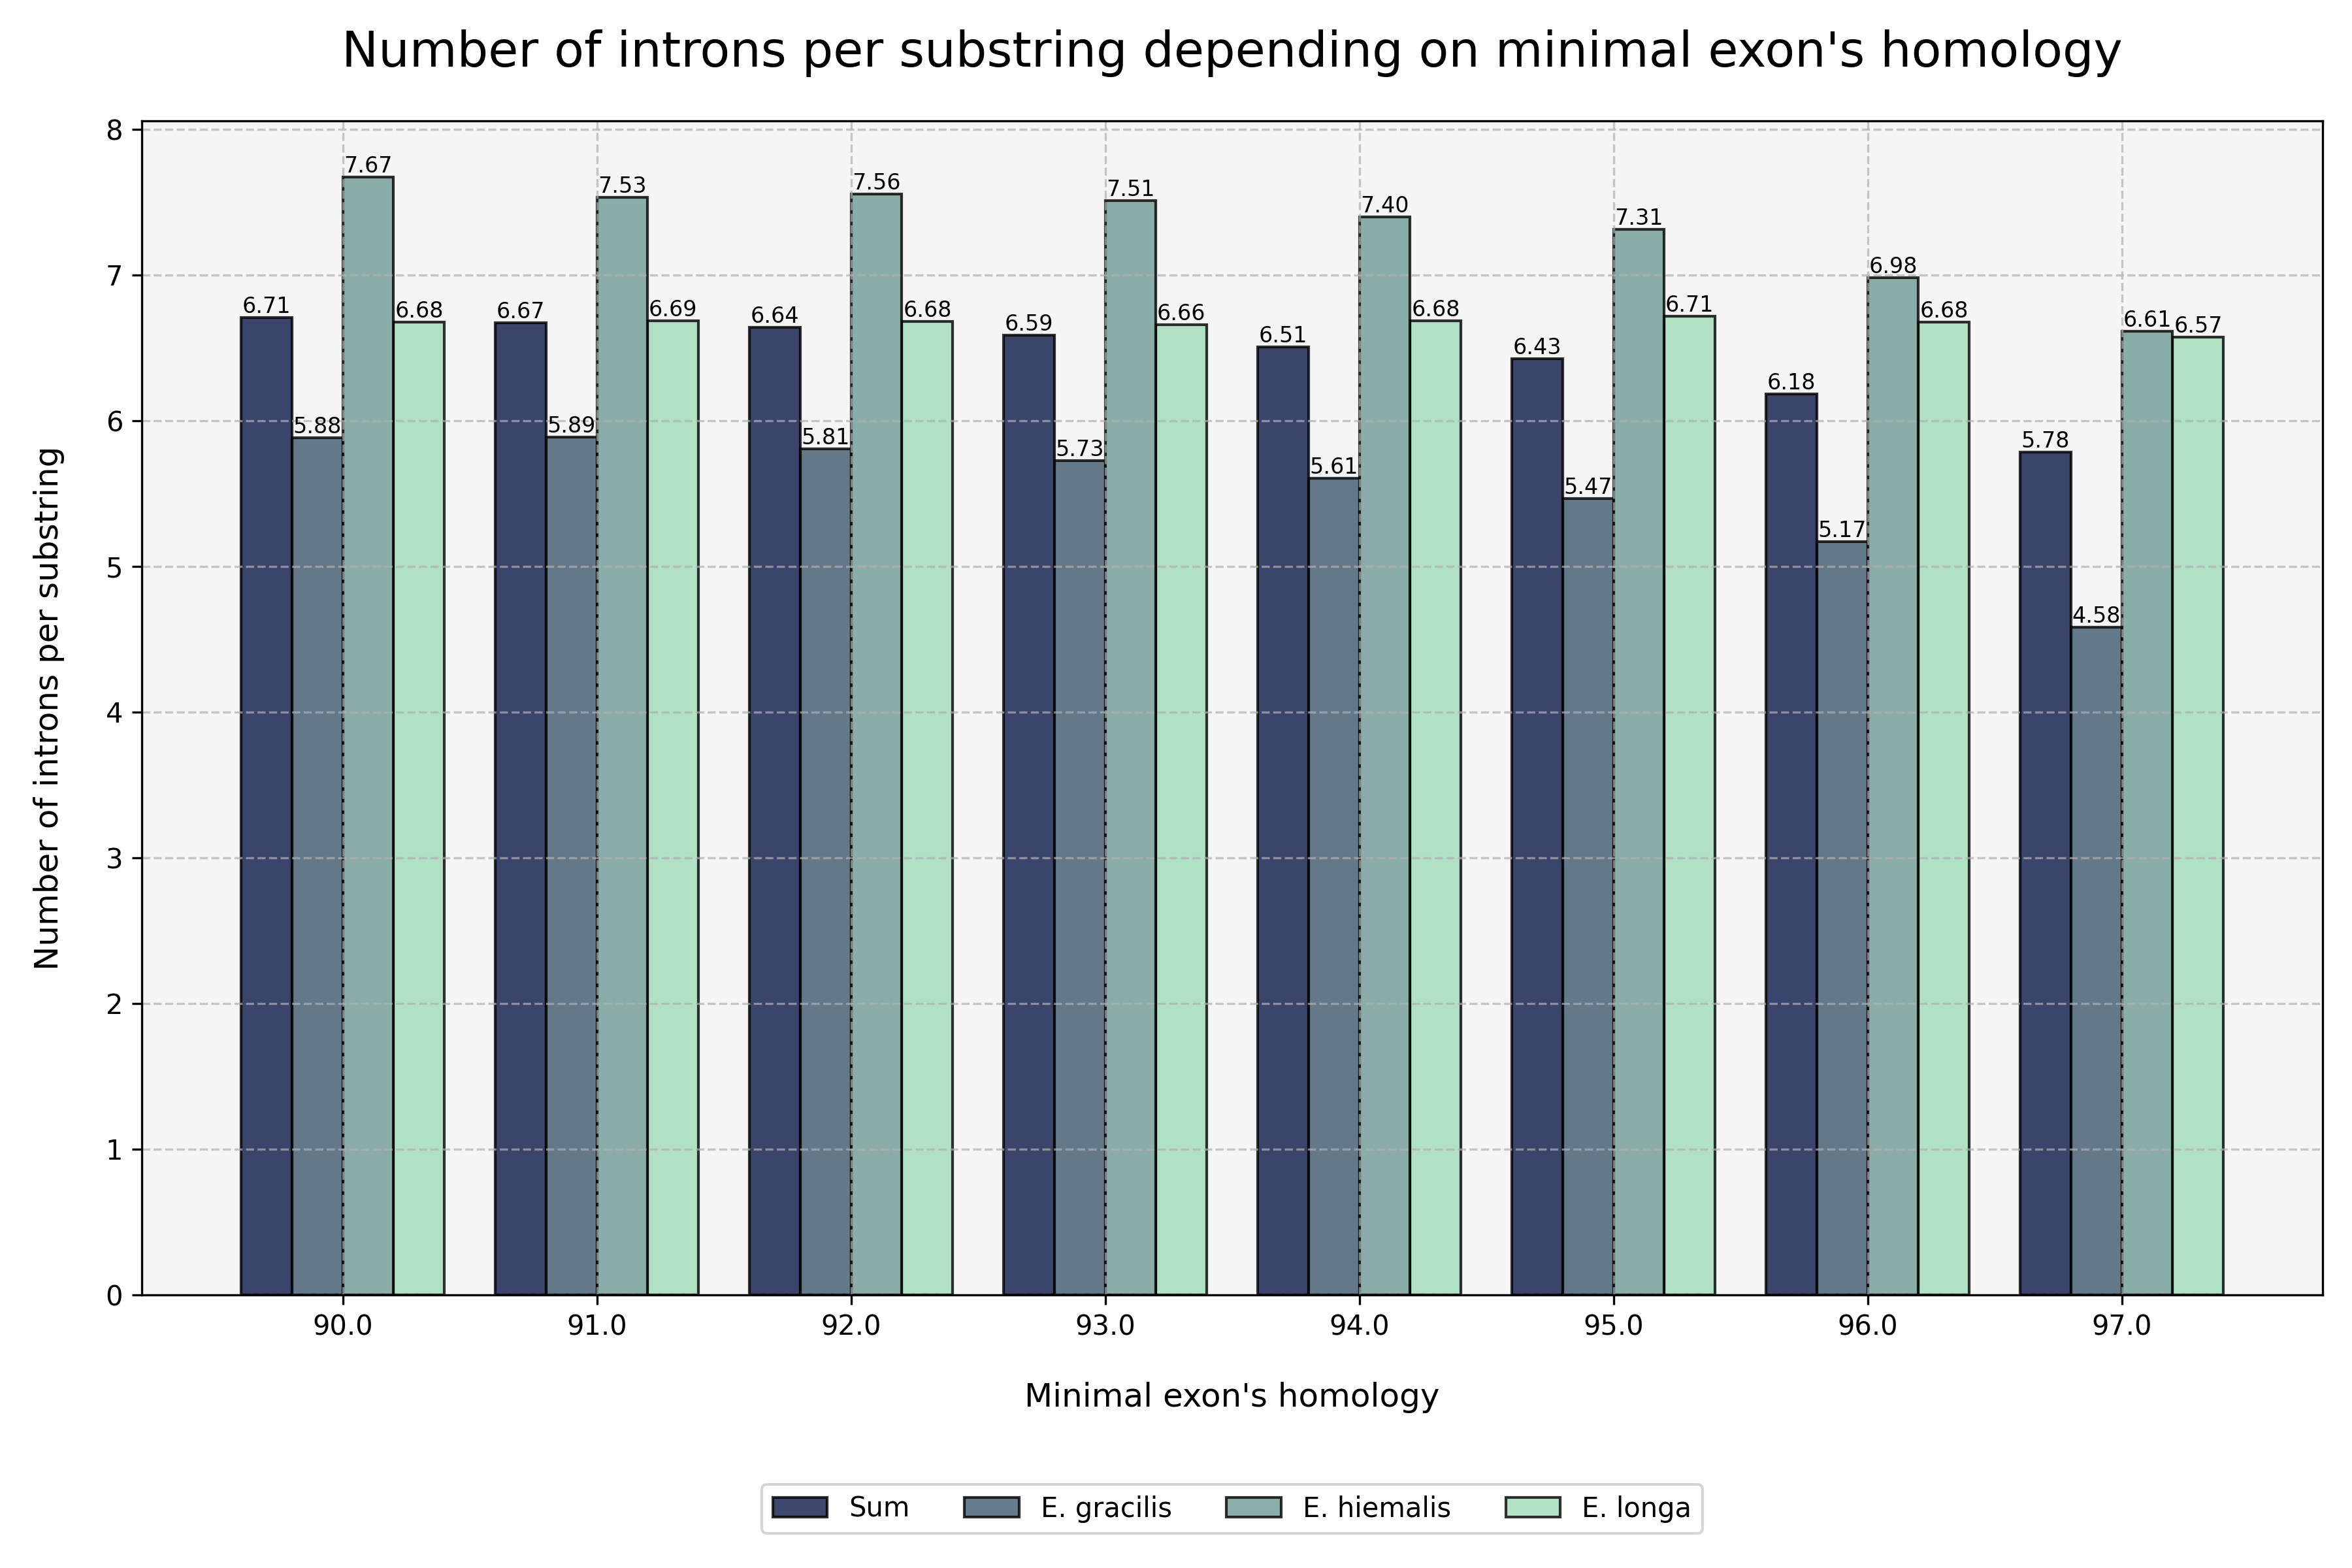 Number of introns per substring depending on minimal exon's homology
Number of introns per substring
8
7
6
5
4
3
2
1
0
6.71 5.88 7.67 6.68
6.67 5.89 7.53 6.69
6.64 5.81 7.56 6.68
6.59 5.73 7.51 6.66
6.51 5.61 7.40 6.68
6.43 5.47 7.31 6.71
6.18 5.17 6.98 6.68
5.78 4.58 6.61 6.57
90.0 91.0 92.0 93.0 94.0 95.0 96.0 97.0
Minimal exon's homology
Sum E. gracilis E. hiemalis E. longa